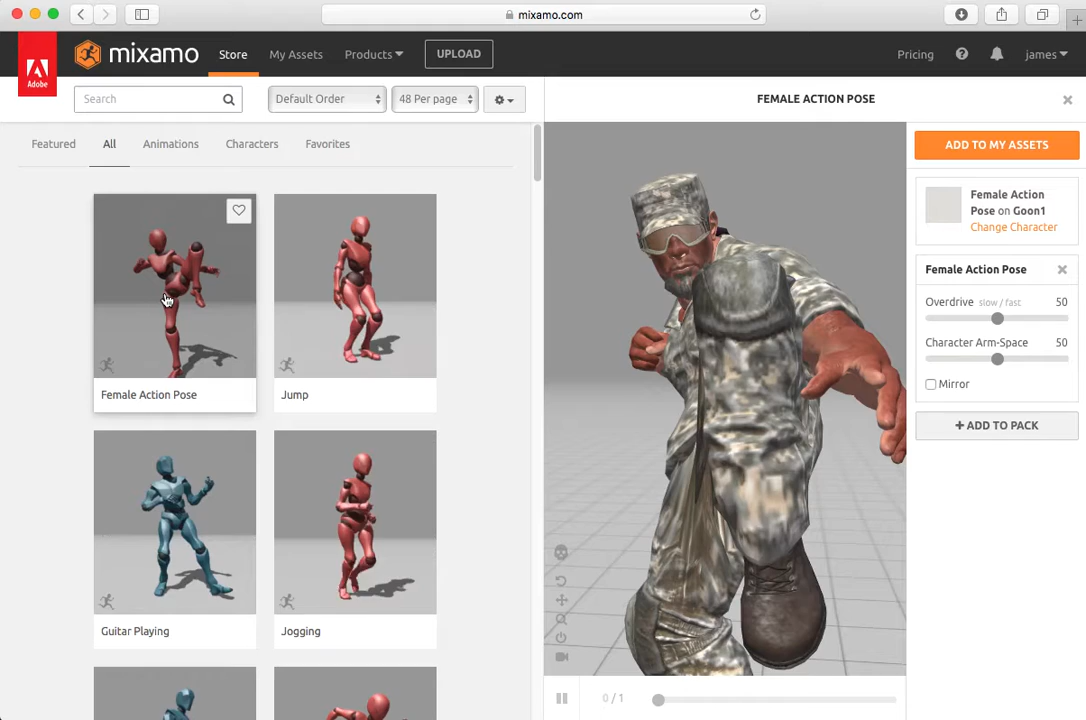 mixamo.com
Adobe
mixamo
Store
My Assets
Products
UPLOAD
Pricing
?
james
Search
Default Order
48 Per page
FEMALE ACTION POSE
Featured
All
Animations
Characters
Favorites
ADD TO MY ASSETS
Female Action
Pose on Goon1
Change Character
Female Action Pose
Overdrive slow / fast 50
Character Arm-Space 50
Mirror
+ ADD TO PACK
Female Action Pose
Jump
Guitar Playing
Jogging
0 / 1